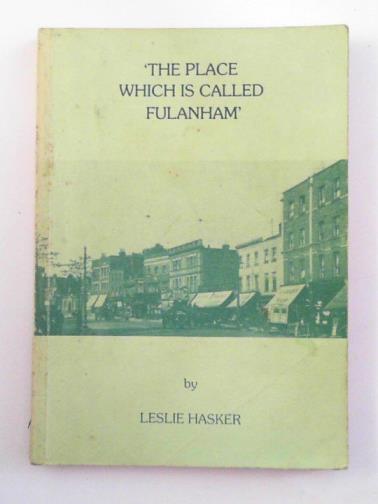 'THE PLACE
WHICH IS CALLED
FULANHAM'
by
LESLIE HASKER